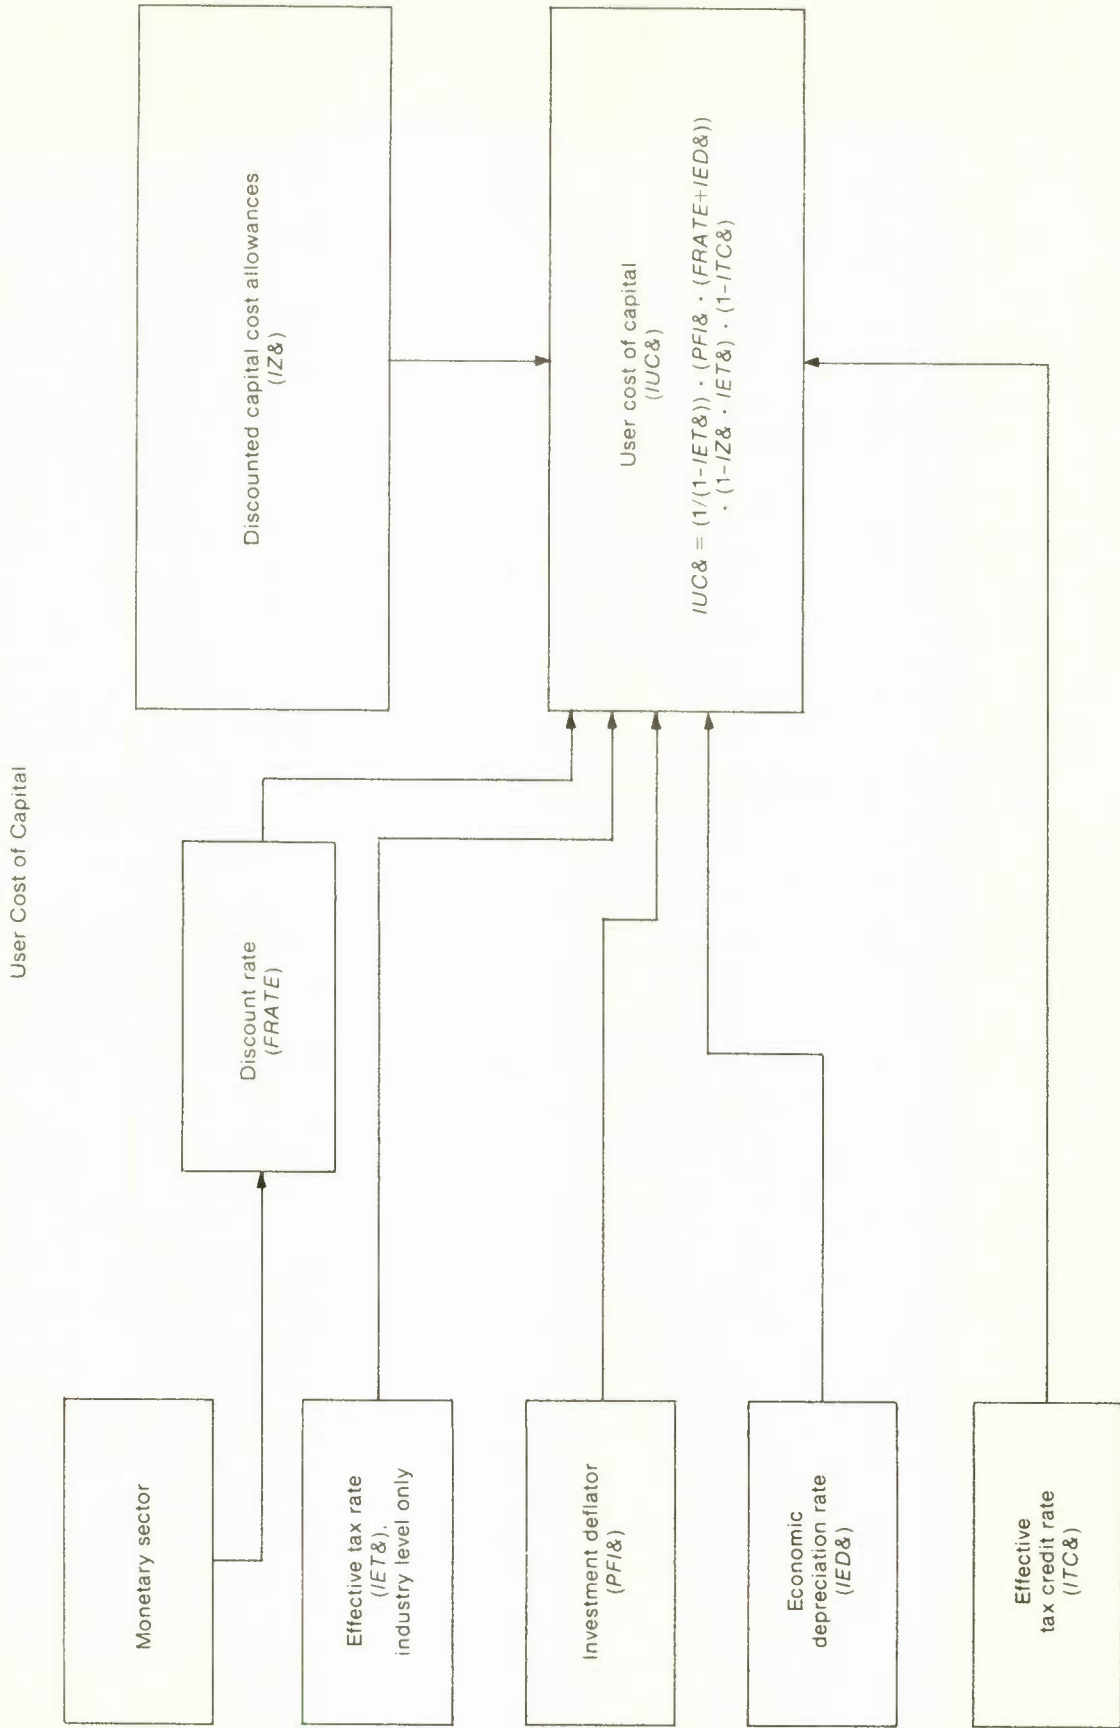 User Cost of Capital
Monetary sector
Discount rate
(FRATE)
Discounted capital cost allowances
(IZ&)
Effective tax rate
(IET&).
industry level only
Investment deflator
(PFI&)
Economic
depreciation rate
(IED&)
Effective
tax credit rate
(ITC&)
User cost of capital
(IUC&)
IUC& = (1/(1-IET&)) · (PFI& · (FRATE+IED&))
· (1-IZ& · IET&) · (1-ITC&)